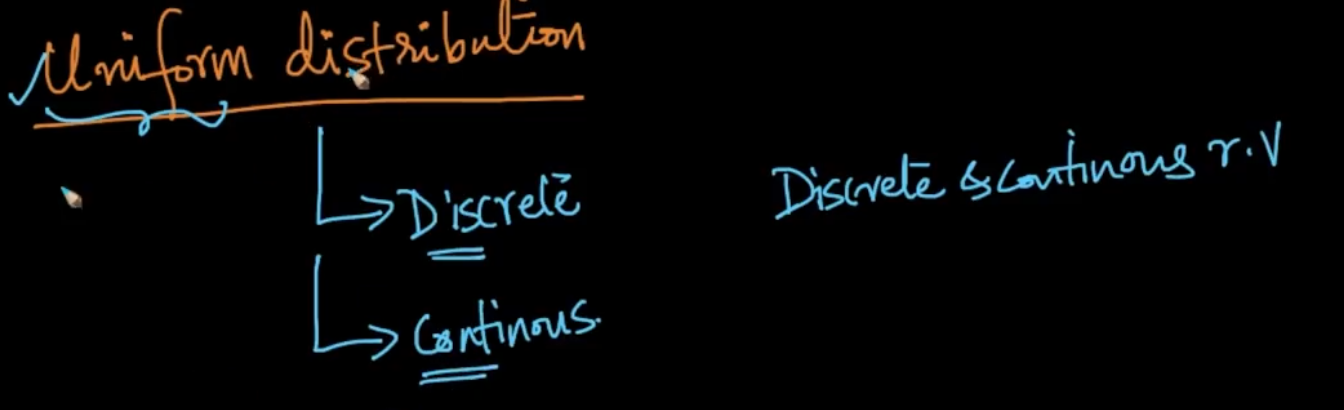 Uniform distribution
Discrete
Discrete & Continous r.V
Continous.